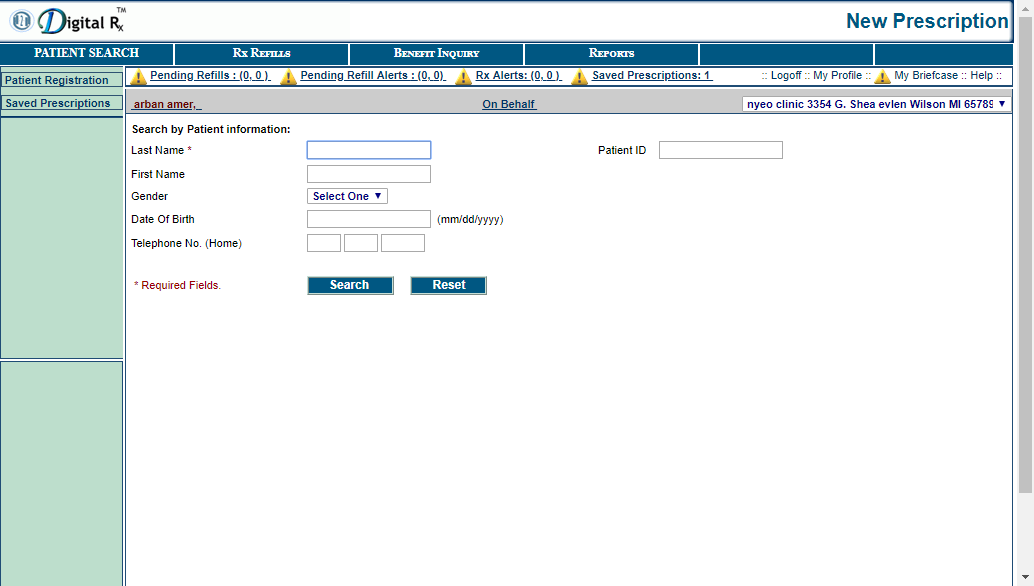 Digital Rx TM
New Prescription
PATIENT SEARCH Rx Refills Benefit Inquiry Reports
Patient Registration
Saved Prescriptions
Pending Refills : (0, 0 ) Pending Refill Alerts : (0, 0) Rx Alerts: (0, 0 ) Saved Prescriptions: 1 :: Logoff :: My Profile :: My Briefcase :: Help ::
arban amer, On Behalf nyeo clinic 3354 G. Shea evlen Wilson MI 65789 ▼
Search by Patient information:
Last Name * Patient ID
First Name
Gender Select One ▼
Date Of Birth (mm/dd/yyyy)
Telephone No. (Home)
* Required Fields. Search Reset